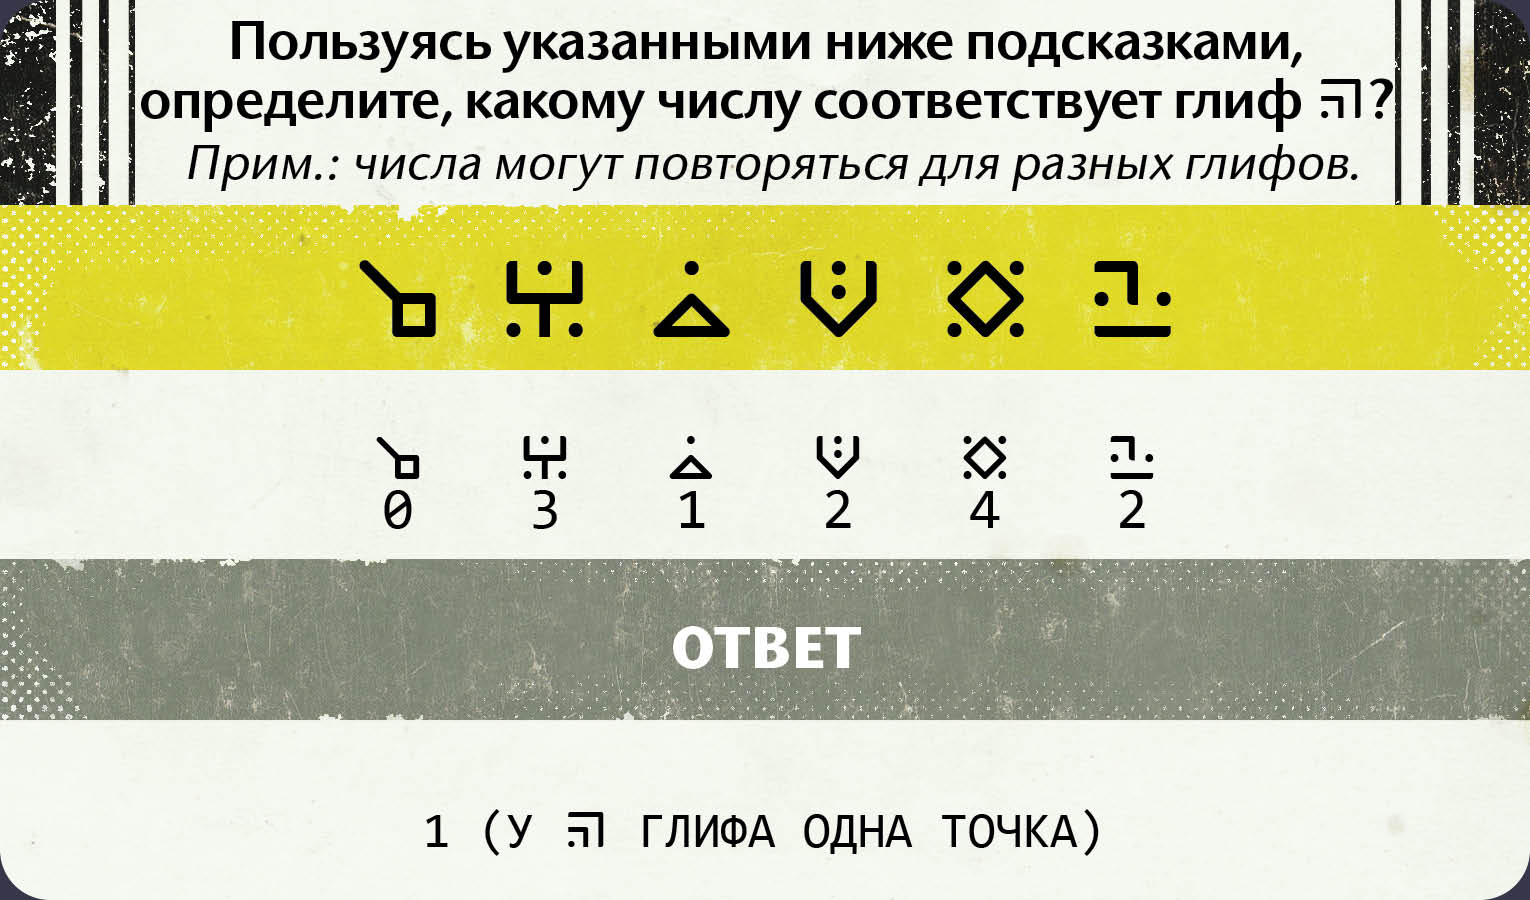 Пользуясь указанными ниже подсказками,
определите, какому числу соответствует глиф ?
Прим.: числа могут повторяться для разных глифов.
0 3 1 2 4 2
ОТВЕТ
1 (У ГЛИФА ОДНА ТОЧКА)